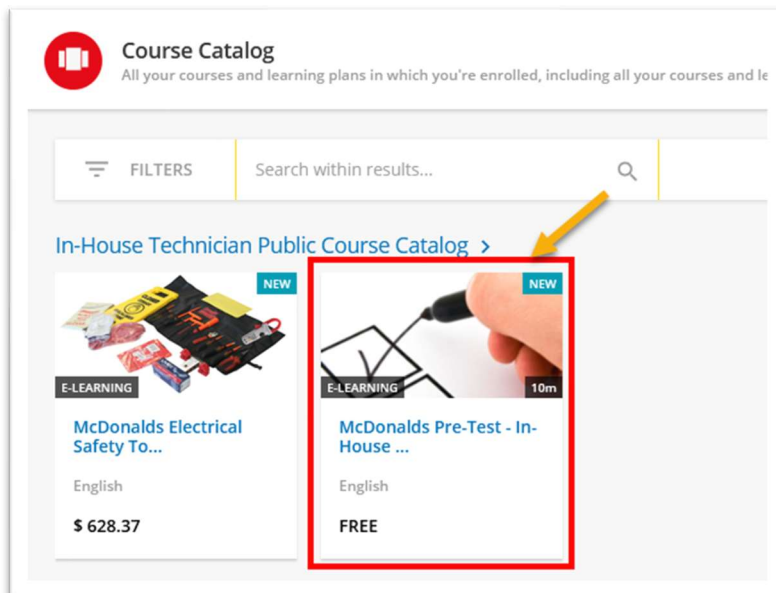 Course Catalog
All your courses and learning plans in which you're enrolled, including all your courses and le
FILTERS
Search within results...
In-House Technician Public Course Catalog >
NEW
NEW
E-LEARNING
E-LEARNING
10m
McDonalds Electrical
Safety To...
McDonalds Pre-Test - In-
House ...
English
English
$ 628.37
FREE